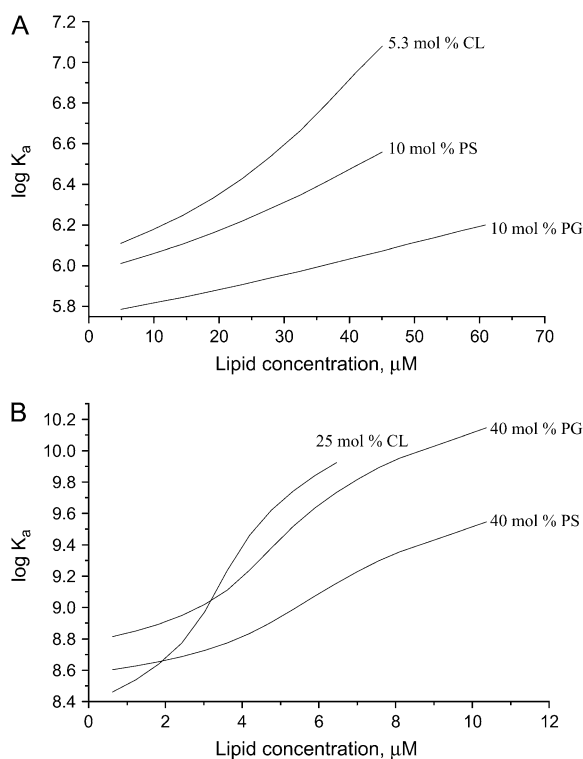 A
7.2
7.0
6.8
6.6
6.4
6.2
6.0
5.8
log Ka
5.3 mol % CL
10 mol % PS
10 mol % PG
0 10 20 30 40 50 60 70
Lipid concentration, μM
B
10.2
10.0
9.8
9.6
9.4
9.2
9.0
8.8
8.6
8.4
log Ka
25 mol % CL
40 mol % PG
40 mol % PS
0 2 4 6 8 10 12
Lipid concentration, μM